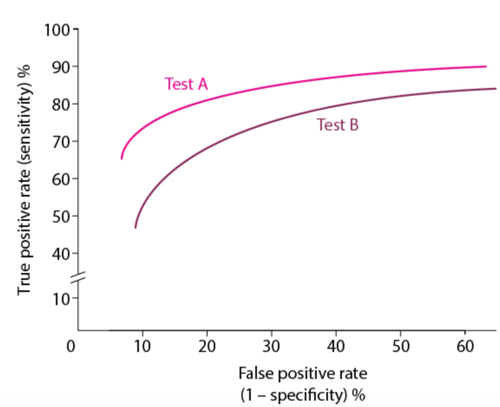 100
90
Test A
80
Test B
70
60
50
40
10
0 10 20 30 40 50 60
True positive rate (sensitivity) %
False positive rate
(1 – specificity) %